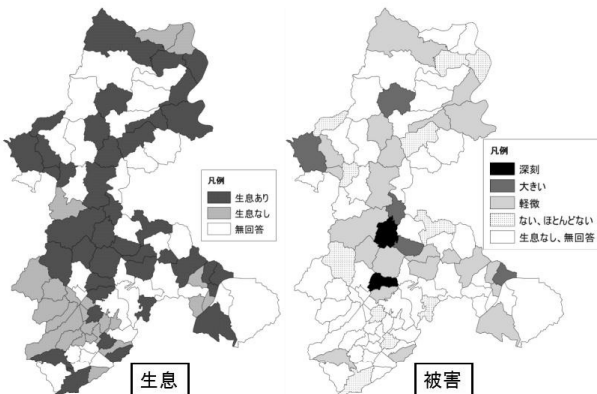 凡例
生息あり
生息なし
無回答
生息
凡例
深刻
大きい
軽微
ない、ほとんどない
生息なし、無回答
被害